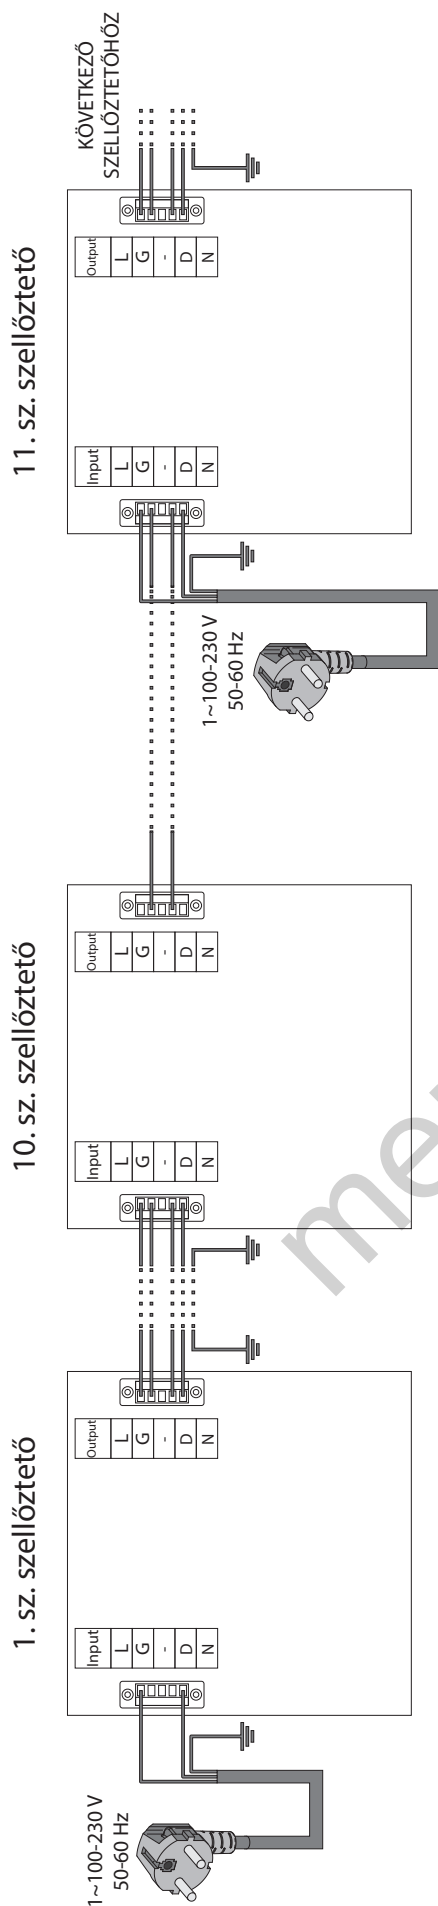 1. sz. szellőztető
1~100-230 V
50-60 Hz
Input
L
G
-
D
N
Output
L
G
-
D
N
10. sz. szellőztető
Input
L
G
-
D
N
Output
L
G
-
D
N
11. sz. szellőztető
1~100-230 V
50-60 Hz
Input
L
G
-
D
N
Output
L
G
-
D
N
KÖVETKEZŐ
SZELLŐZTETŐHÖZ